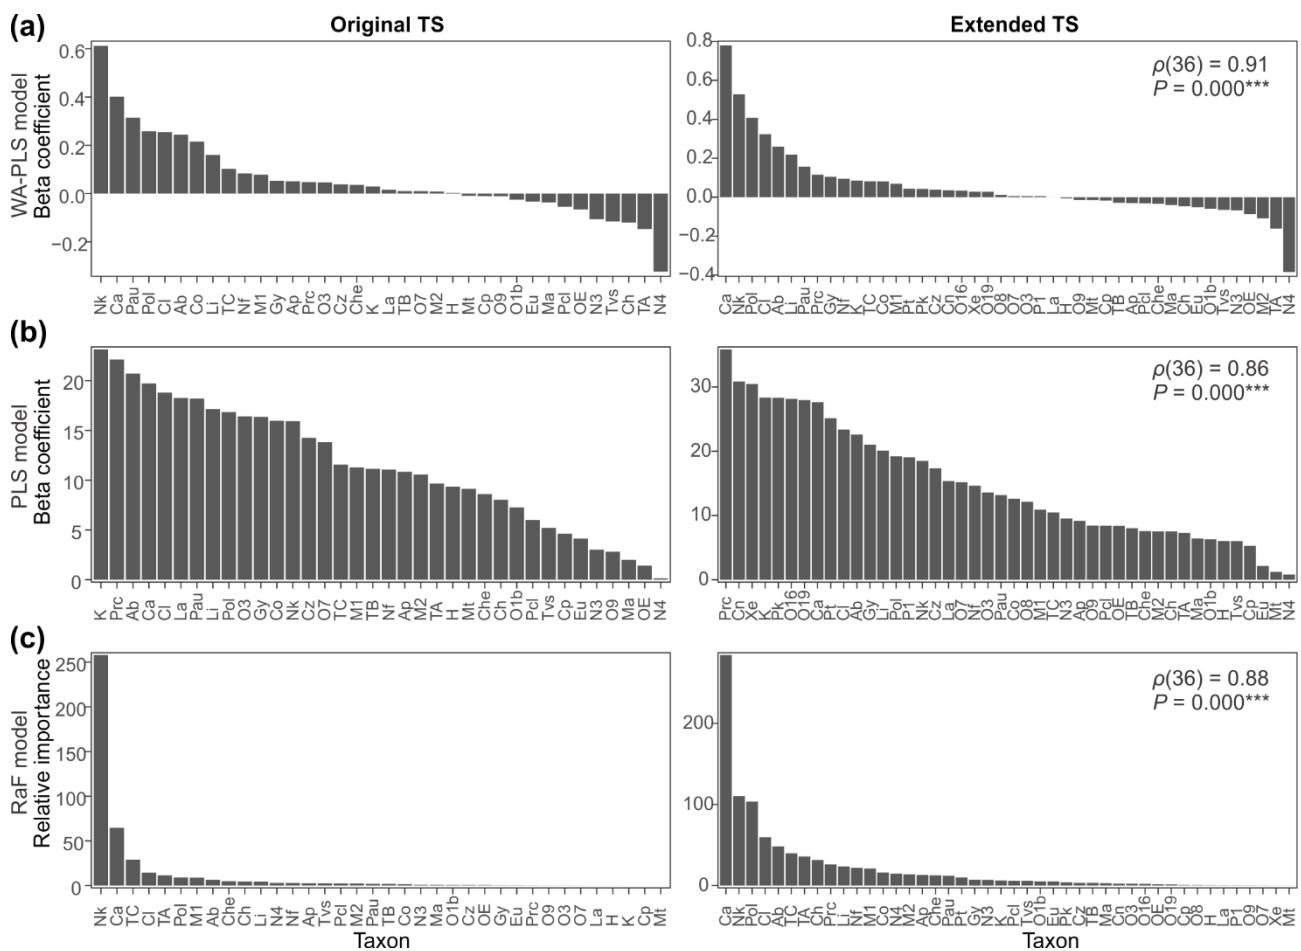 Original TS
Extended TS
(a)
WA-PLS model
Beta coefficient
0.6
0.4
0.2
0.0
−0.2
Nk Ca Pau Pol Cl Ab Co Li TC Nf M1 Gy Ap Prc O3 Cz Che K La TB O7 M2 H Mt Cp O9 O1b Eu Ma Pcl OE N3 Tvs Ch TA N4
0.8
0.6
0.4
0.2
0.0
−0.2
−0.4
ρ(36) = 0.91
P = 0.000***
Ca Nk Pol Cl Ab Li Pau Prc Gy Nf K TC Co M1 Pt Pk Cz Cn O16 Xe O19 O8 O7 O3 P1 La H O9 Mt Cp TB Ap Pcl Che Ma Ch Eu O1b Tvs N3 OE M2 TA N4
(b)
PLS model
Beta coefficient
20
15
10
5
0
K Prc Ab Ca Cl La Pau Li Pol O3 Gy Co Nk Cz O7 TC M1 TB Nf Ap M2 TA H Mt Che Ch O1b Pcl Tvs Cp Eu N3 O9 Ma OE N4
30
20
10
0
ρ(36) = 0.86
P = 0.000***
Prc Cn Xe K Pk O16 O19 Ca Pt Cl Ab Gy Li Pol P1 Nk Cz La O7 Nf O3 Pau Co O8 M1 TC N3 Ap O9 Pcl OE TB Che M2 Ch TA Ma O1b H Tvs Cp Eu Mt N4
(c)
RaF model
Relative importance
250
200
150
100
50
0
Nk Ca TC Cl TA Pol M1 Ab Che Ch Li N4 Nf Ap Tvs Pcl M2 Pau TB Co N3 Ma O1b Cz OE Gy Eu Prc O9 O3 O7 La H K Cp Mt
Taxon
200
100
0
ρ(36) = 0.88
P = 0.000***
Ca Nk Pol Cl Ab TC TA Ch Prc Li Nf M1 Co N4 M2 Ap Che Pau Pt Gy N3 K Pcl Tvs O1b Eu Pk Cz TB Ma Cn O3 O16 OE O19 Cp O8 H La P1 O9 O7 Xe Mt
Taxon